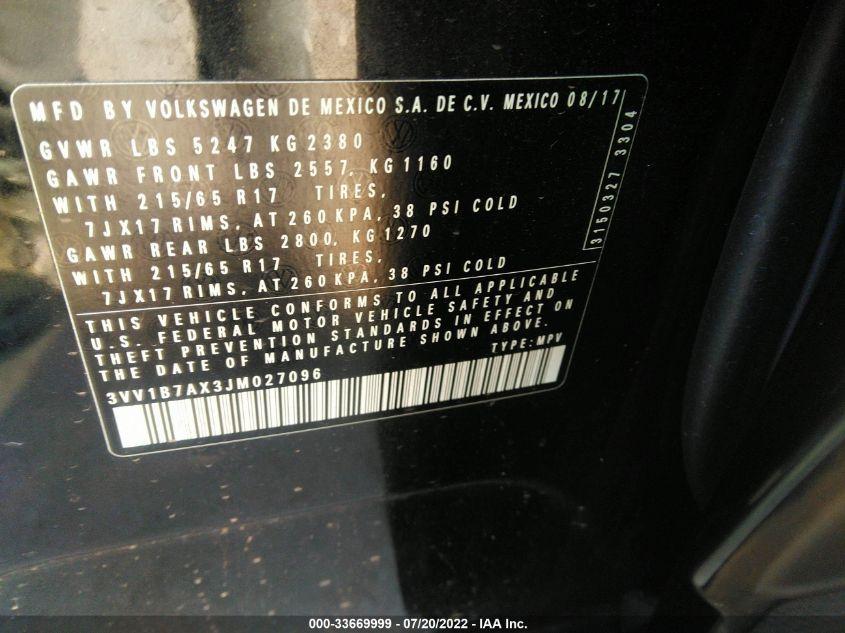 MFD BY VOLKSWAGEN DE MEXICO S.A. DE C.V. MEXICO 08/17
GVWR LBS 5247 KG 2380
GAWR FRONT LBS 2557, KG 1160
WITH 215/65 R17 TIRES,
7JX17 RIMS, AT 260 KPA, 38 PSI COLD
GAWR REAR LBS 2800, KG 1270
WITH 215/65 R17 TIRES,
7JX17 RIMS, AT 260 KPA, 38 PSI COLD
3150327 3304
THIS VEHICLE CONFORMS TO ALL APPLICABLE
U.S. FEDERAL MOTOR VEHICLE SAFETY AND
THEFT PREVENTION STANDARDS IN EFFECT ON
THE DATE OF MANUFACTURE SHOWN ABOVE.
3VV1B7AX3JM027096 TYPE: MPV
000-33669999 - 07/20/2022 - IAA Inc.